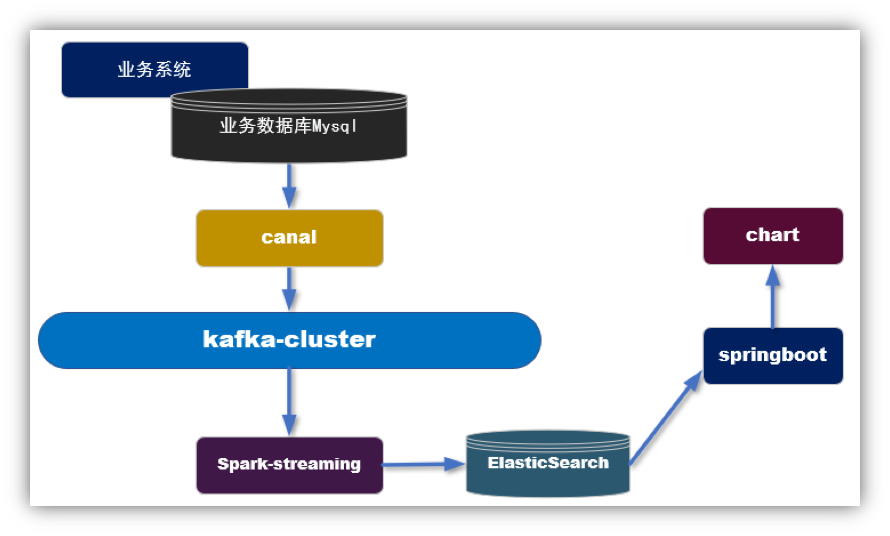 业务系统
业务数据库Mysql
canal
kafka-cluster
Spark-streaming
ElasticSearch
springboot
chart